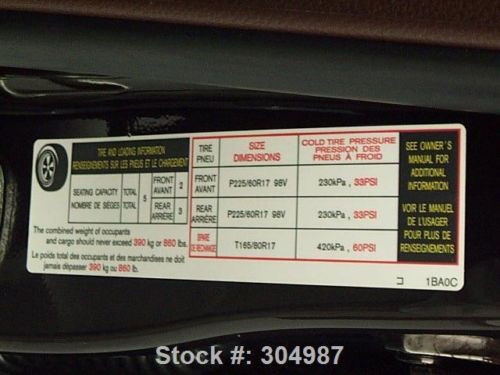 TIRE AND LOADING INFORMATION
RENSEIGNEMENTS SUR LES PNEUS ET LE CHARGEMENT
SEATING CAPACITY
NOMBRE DE SIÈGES
TOTAL
TOTAL
5
FRONT
AVANT
2
REAR
ARRIÈRE
3
The combined weight of occupants
and cargo should never exceed 390 kg or 860 lbs.
Le poids total des occupants et des marchandises ne doit
jamais dépasser 390 kg ou 860 lb.
TIRE
PNEU
SIZE
DIMENSIONS
COLD TIRE PRESSURE
PRESSION DES
PNEUS À FROID
FRONT
AVANT
P225/60R17 98V
230kPa, 33PSI
REAR
ARRIÈRE
P225/60R17 98V
230kPa, 33PSI
SPARE
DE RECHANGE
T165/80R17
420kPa, 60PSI
SEE OWNER'S
MANUAL FOR
ADDITIONAL
INFORMATION
VOIR LE MANUEL
DE L'USAGER
POUR PLUS DE
RENSEIGNEMENTS
コ 1BA0C
Stock #: 304987